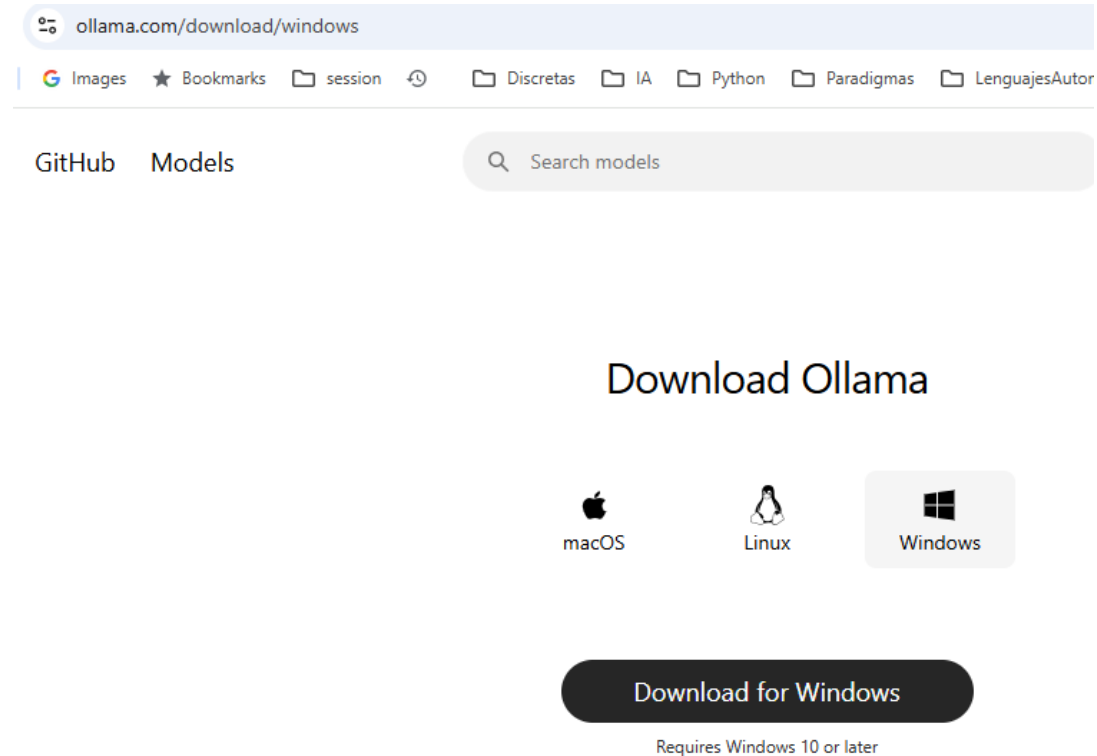 ollama.com/download/windows
Images Bookmarks session Discretas IA Python Paradigmas LenguajesAutor
GitHub Models Search models
Download Ollama
macOS Linux Windows
Download for Windows
Requires Windows 10 or later